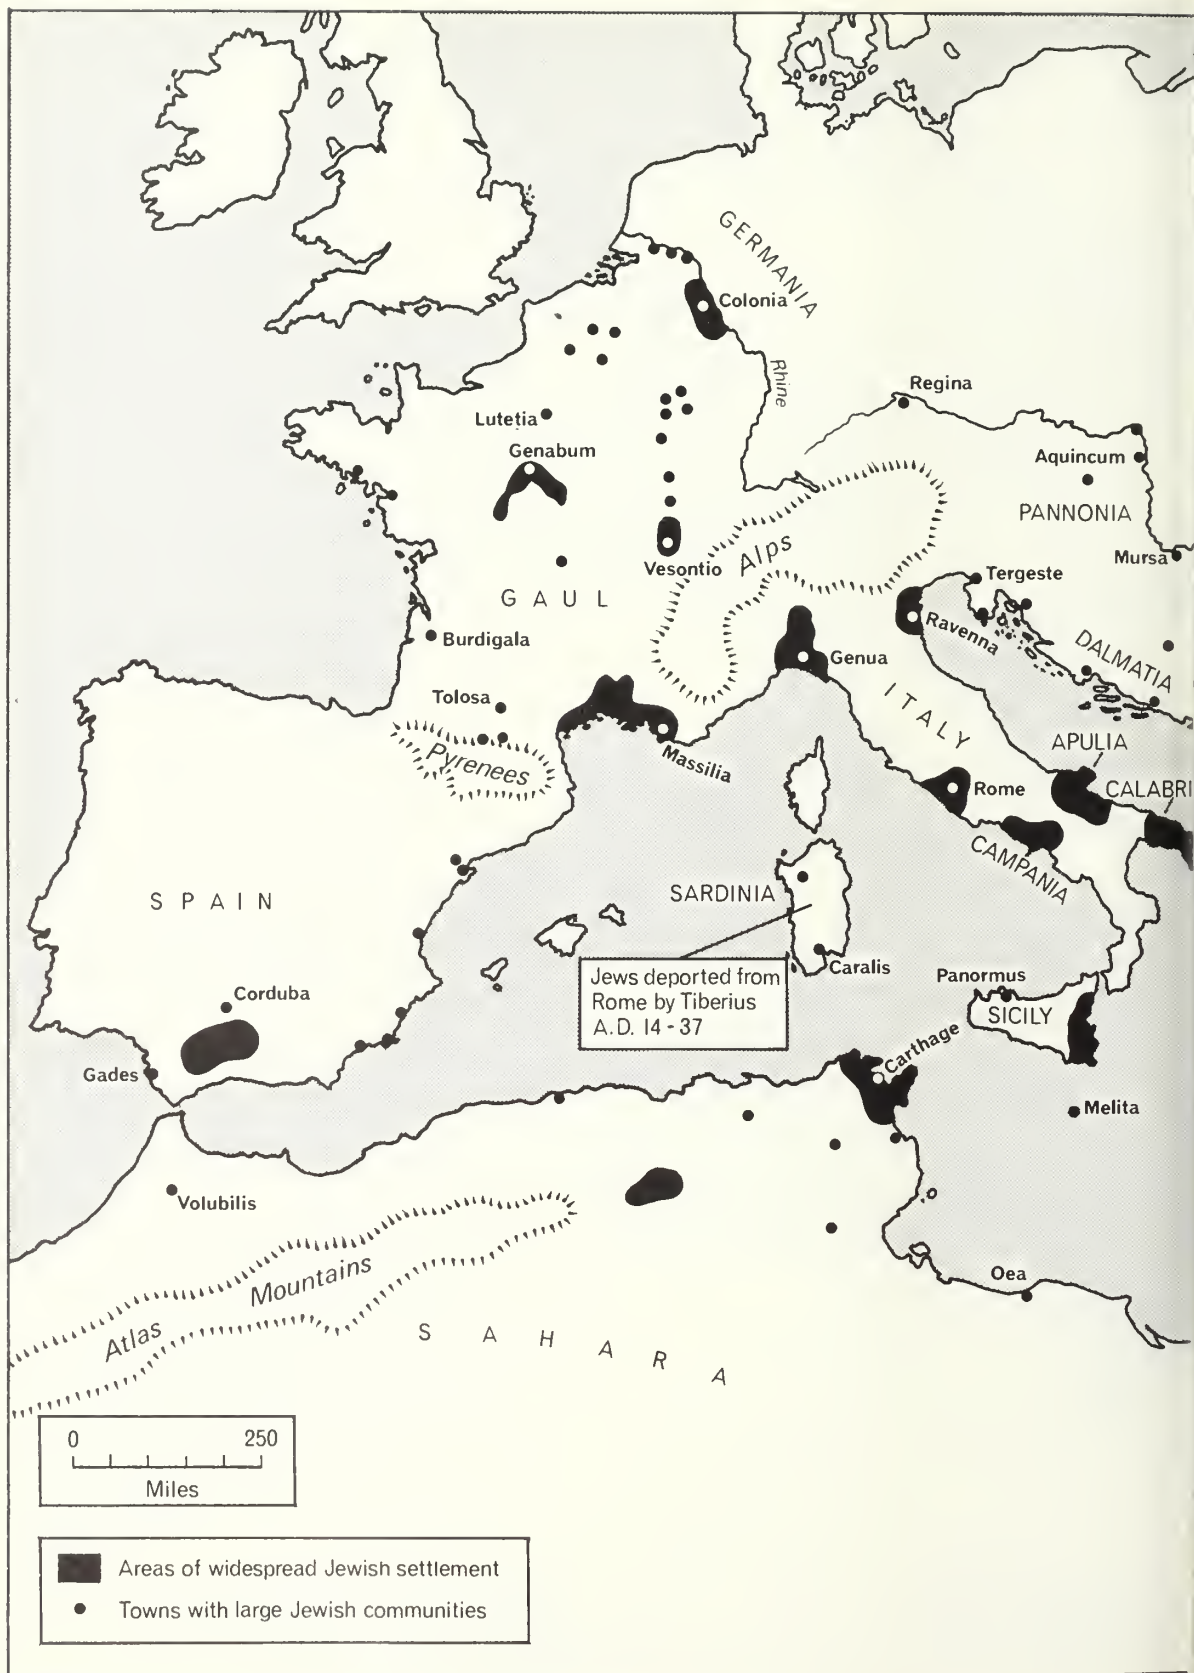 GERMANIA
Colonia
Rhine
Regina
Lutetia
Genabum
Aquincum
PANNONIA
Alps
Mursa
Vesontio
Tergeste
GAUL
Ravenna
Burdigala
DALMATIA
Genua
ITALY
Tolosa
APULIA
Pyrenees
Massilia
Rome
CALABRI
CAMPANIA
SPAIN
SARDINIA
Caralis
Jews deported from
Rome by Tiberius
A.D. 14-37
Panormus
SICILY
Corduba
Carthage
Gades
Melita
Volubilis
Oea
Atlas Mountains
SAHARA
0 250
Miles
Areas of widespread Jewish settlement
Towns with large Jewish communities